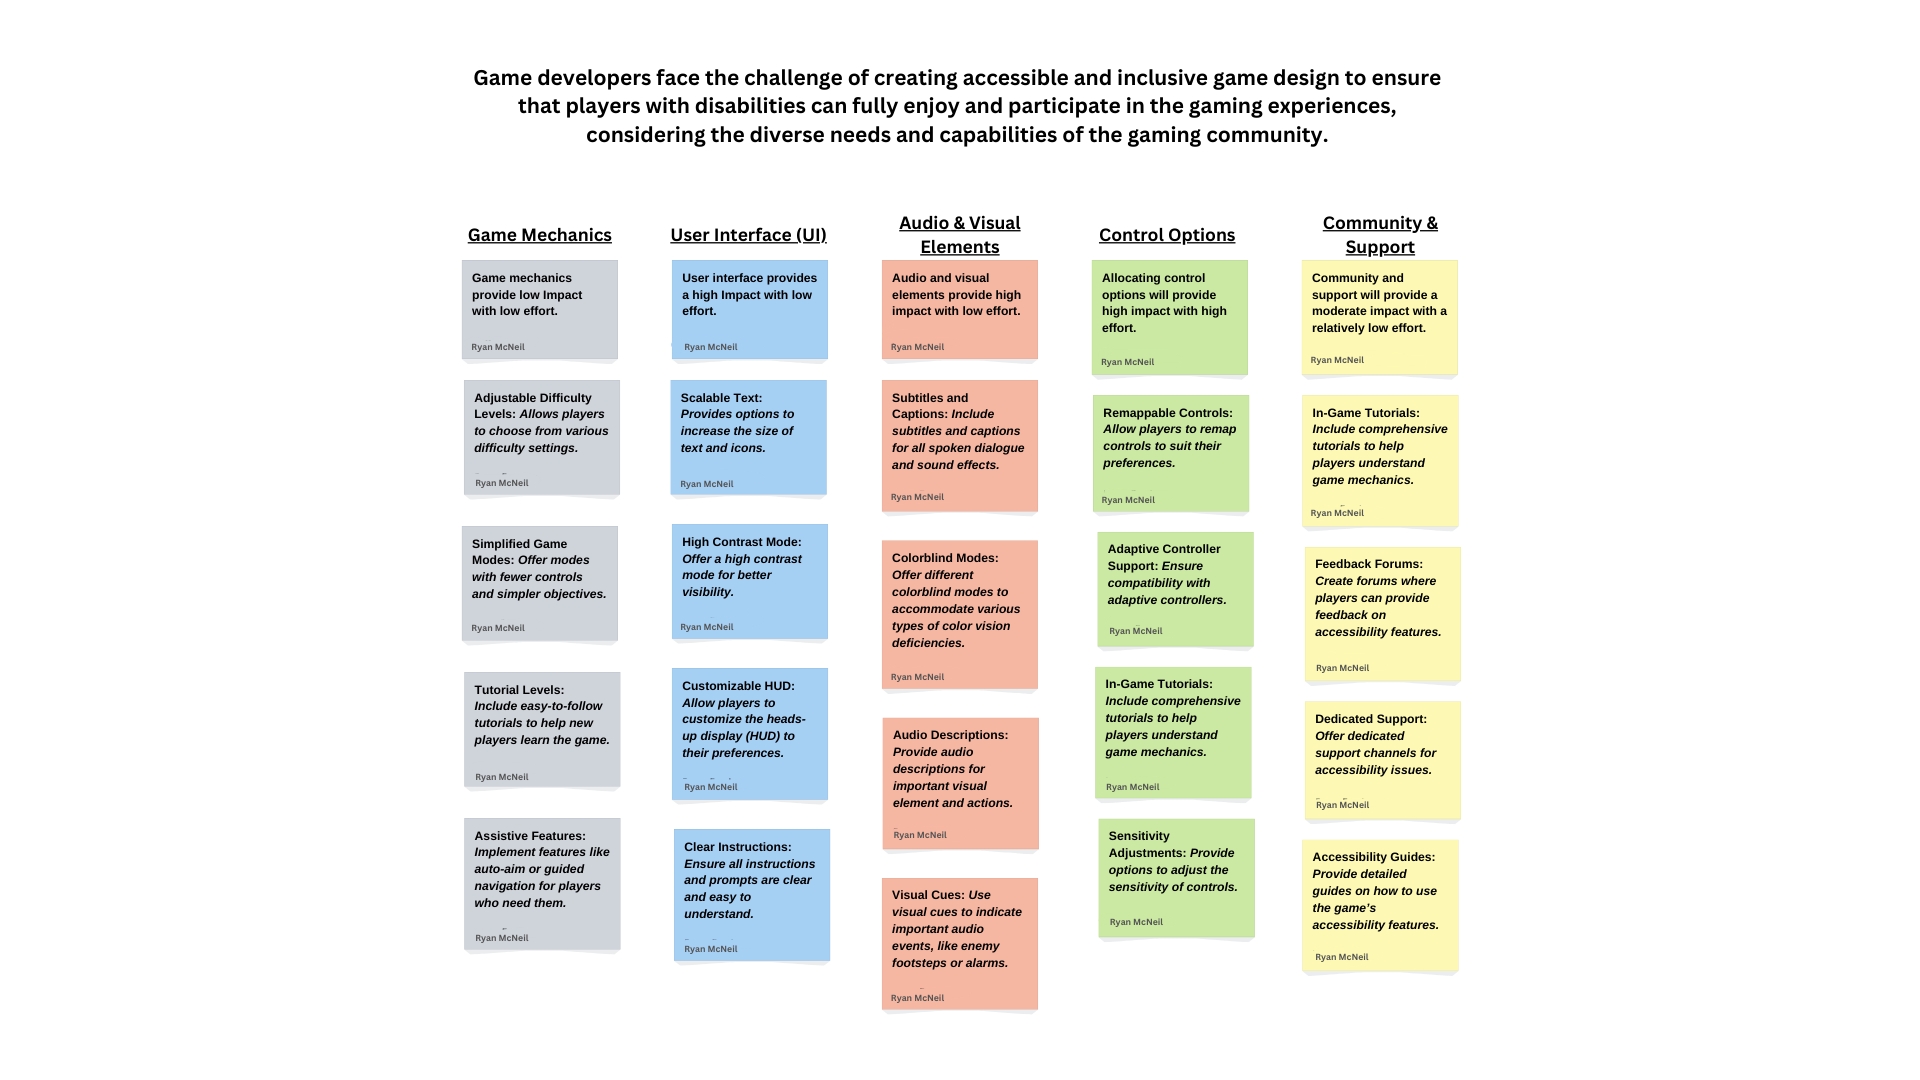 Game developers face the challenge of creating accessible and inclusive game design to ensure
that players with disabilities can fully enjoy and participate in the gaming experiences,
considering the diverse needs and capabilities of the gaming community.
Game Mechanics
Game mechanics
provide low Impact
with low effort.
Ryan McNeil
Adjustable Difficulty
Levels: Allows players
to choose from various
difficulty settings.
Ryan McNeil
Simplified Game
Modes: Offer modes
with fewer controls
and simpler objectives.
Ryan McNeil
Tutorial Levels:
Include easy-to-follow
tutorials to help new
players learn the game.
Ryan McNeil
Assistive Features:
Implement features like
auto-aim or guided
navigation for players
who need them.
Ryan McNeil
User Interface (UI)
User interface provides
a high Impact with low
effort.
Ryan McNeil
Scalable Text:
Provides options to
increase the size of
text and icons.
Ryan McNeil
High Contrast Mode:
Offer a high contrast
mode for better
visibility.
Ryan McNeil
Customizable HUD:
Allow players to
customize the heads-
up display (HUD) to
their preferences.
Ryan McNeil
Clear Instructions:
Ensure all instructions
and prompts are clear
and easy to
understand.
Ryan McNeil
Audio & Visual
Elements
Audio and visual
elements provide high
impact with low effort.
Ryan McNeil
Subtitles and
Captions: Include
subtitles and captions
for all spoken dialogue
and sound effects.
Ryan McNeil
Colorblind Modes:
Offer different
colorblind modes to
accommodate various
types of color vision
deficiencies.
Ryan McNeil
Audio Descriptions:
Provide audio
descriptions for
important visual
element and actions.
Ryan McNeil
Visual Cues: Use
visual cues to indicate
important audio
events, like enemy
footsteps or alarms.
Ryan McNeil
Control Options
Allocating control
options will provide
high impact with high
effort.
Ryan McNeil
Remappable Controls:
Allow players to remap
controls to suit their
preferences.
Ryan McNeil
Adaptive Controller
Support: Ensure
compatibility with
adaptive controllers.
Ryan McNeil
In-Game Tutorials:
Include comprehensive
tutorials to help
players understand
game mechanics.
Ryan McNeil
Sensitivity
Adjustments: Provide
options to adjust the
sensitivity of controls.
Ryan McNeil
Community &
Support
Community and
support will provide a
moderate impact with a
relatively low effort.
Ryan McNeil
In-Game Tutorials:
Include comprehensive
tutorials to help
players understand
game mechanics.
Ryan McNeil
Feedback Forums:
Create forums where
players can provide
feedback on
accessibility features.
Ryan McNeil
Dedicated Support:
Offer dedicated
support channels for
accessibility issues.
Ryan McNeil
Accessibility Guides:
Provide detailed
guides on how to use
the game's
accessibility features.
Ryan McNeil